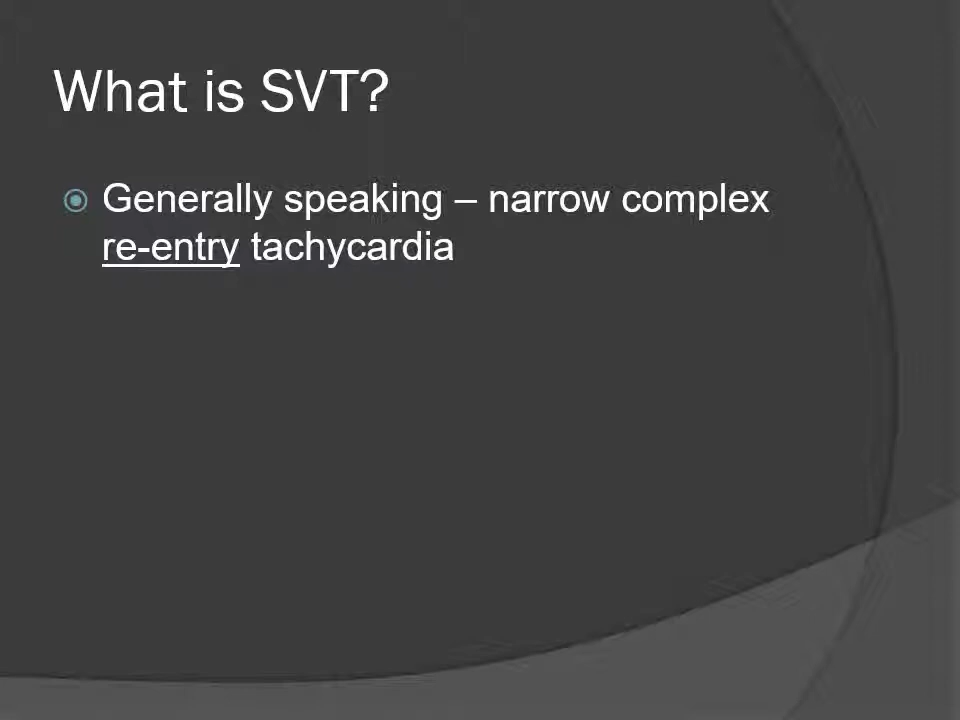 What is SVT?
Generally speaking – narrow complex
re-entry tachycardia